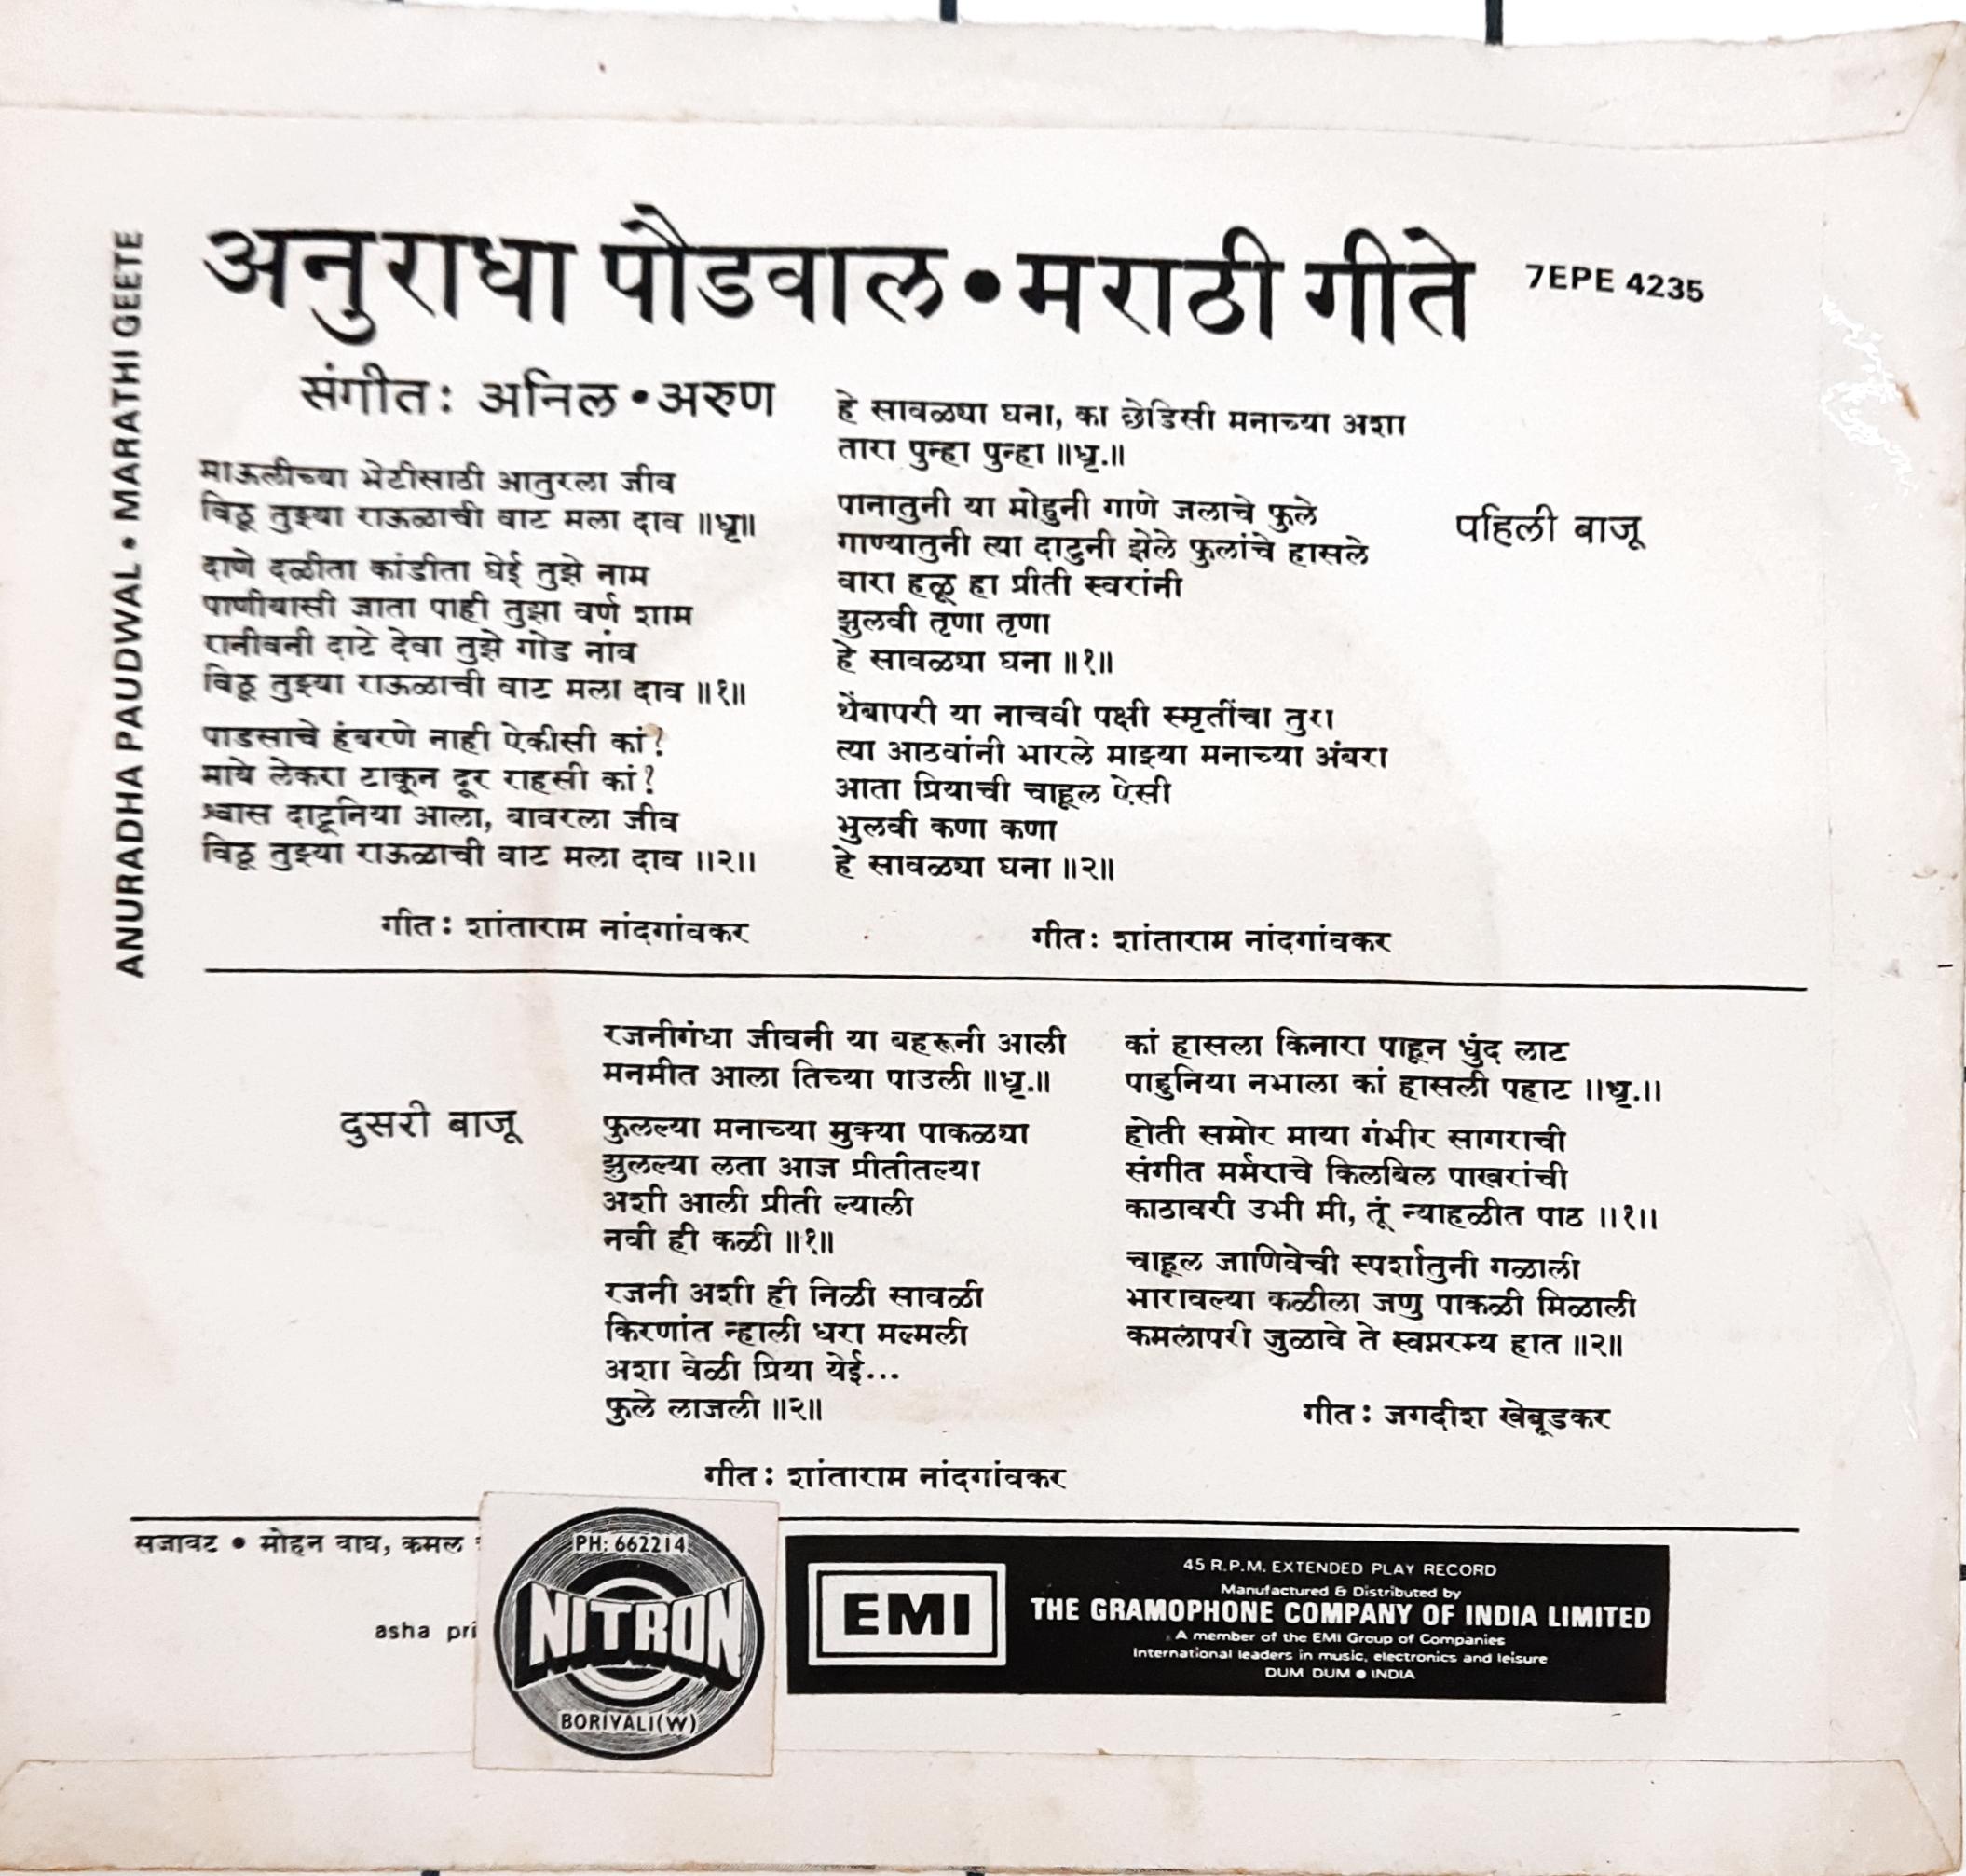 अनुराधा पौडवाल • मराठी गीते
7EPE 4235
ANURADHA PAUDWAL • MARATHI GEETE
संगीत: अनिल • अरुण
माऊलीच्या भेटीसाठी आतुरला जीव
विठू तुझ्या राऊळाची वाट मला दाव ॥धृ॥
दाणे दळीता कांडीता घेई तुझे नाम
पाणीयासी जाता पाही तुझा वर्ण शाम
रानीवनी दाटे देवा तुझे गोड नांव
विठू तुझ्या राऊळाची वाट मला दाव ॥१॥
पाडसाचे हंबरणे नाही ऐकीसी कां?
माये लेकरा टाकून दूर राहसी कां?
श्वास दाटूनिया आला, बावरला जीव
विठू तुझ्या राऊळाची वाट मला दाव ॥२॥
गीत: शांताराम नांदगांवकर
हे सावळ्या घना, का छेडिसी मनाच्या अशा
तारा पुन्हा पुन्हा ॥धृ.॥
पानातुनी या मोहुनी गाणे जलाचे फुले
गाण्यातुनी त्या दाटुनी झेले फुलांचे हासले
वारा हळू हा प्रीती स्वरांनी
झुलवी तृणा तृणा
हे सावळ्या घना ॥१॥
थेंबापरी या नाचवी पक्षी स्मृतींचा तुरा
त्या आठवांनी भारले माझ्या मनाच्या अंबरा
आता प्रियाची चाहूल ऐसी
भुलवी कणा कणा
हे सावळ्या घना ॥२॥
गीत: शांताराम नांदगांवकर
पहिली बाजू
दुसरी बाजू
रजनीगंधा जीवनी या बहरूनी आली
मनमीत आला तिच्या पाउली ॥धृ.॥
फुलल्या मनाच्या मुक्या पाकळ्या
झुलल्या लता आज प्रीतीतल्या
अशी आली प्रीती ल्याली
नवी ही कळी ॥१॥
रजनी अशी ही निळी सावळी
किरणांत न्हाली धरा मल्मली
अशा वेळी प्रिया येई...
फुले लाजली ॥२॥
गीत: शांताराम नांदगांवकर
कां हासला किनारा पाहून धुंद लाट
पाहुनिया नभाला कां हासली पहाट ॥धृ.॥
होती समोर माया गंभीर सागराची
संगीत मर्मराचे किलबिल पाखरांची
काठावरी उभी मी, तूं न्याहळीत पाठ ॥१॥
चाहूल जाणिवेची स्पर्शातुनी गळाली
भारावल्या कळीला जणु पाकळी मिळाली
कमलापरी जुळावे ते स्वप्नरम्य हात ॥२॥
गीत: जगदीश खेबूडकर
सजावट • मोहन वाघ, कमल
asha pri
PH: 662214
NITRON
BORIVALI(W)
EMI
45 R.P.M. EXTENDED PLAY RECORD
Manufactured & Distributed by
THE GRAMOPHONE COMPANY OF INDIA LIMITED
A member of the EMI Group of Companies
International leaders in music, electronics and leisure
DUM DUM • INDIA